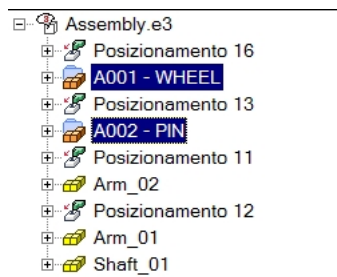 Assembly.e3
Posizionamento 16
A001 - WHEEL
Posizionamento 13
A002 - PIN
Posizionamento 11
Arm_02
Posizionamento 12
Arm_01
Shaft_01